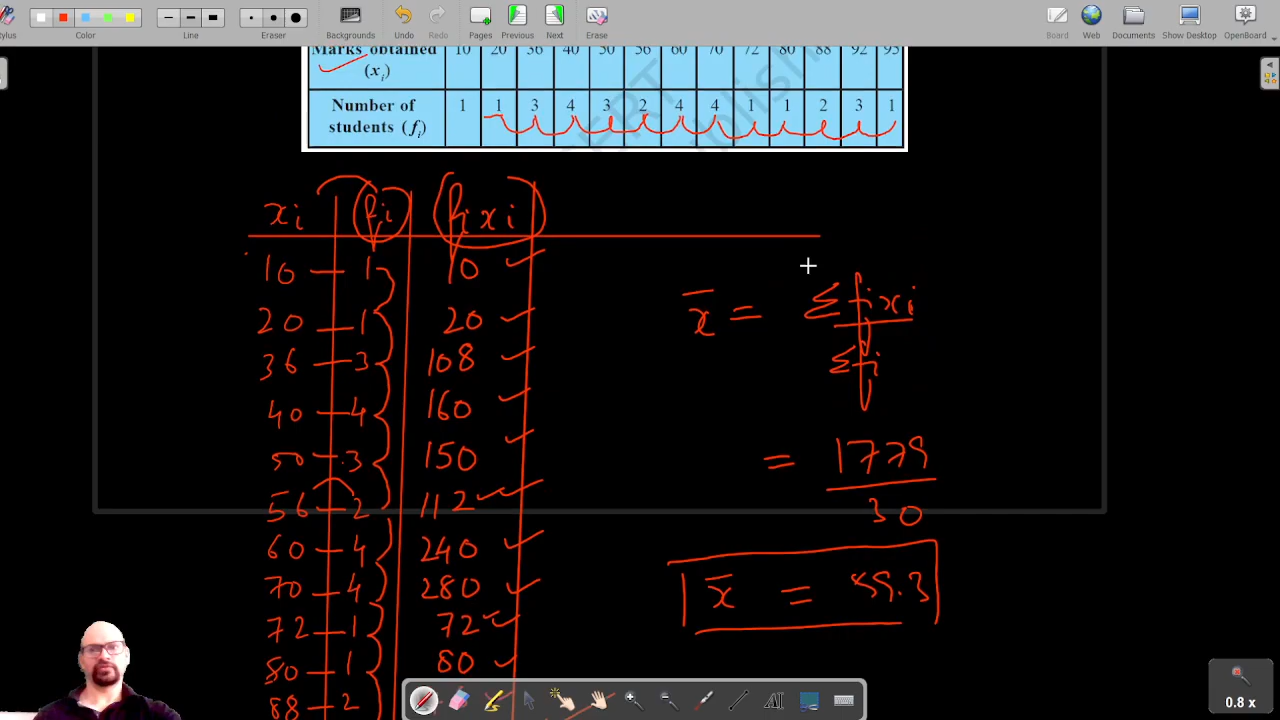 Stylus
Color Line Eraser Backgrounds Undo Redo Pages Previous Next Erase Board Web Documents Show Desktop OpenBoard
Marks obtained 10 20 36 40 50 56 60 70 72 80 88 92 95
(xi)
Number of 1 1 3 4 3 2 4 4 1 1 2 3 1
students (fi)
xi fi fi xi
10 1 10
20 1 20
36 3 108
40 4 160
50 3 150
56 2 112
60 4 240
70 4 280
72 1 72
80 1 80
88 2
x̄ = Σfixi
Σfi
= 1779
30
x̄ = 59.3
0.8 x